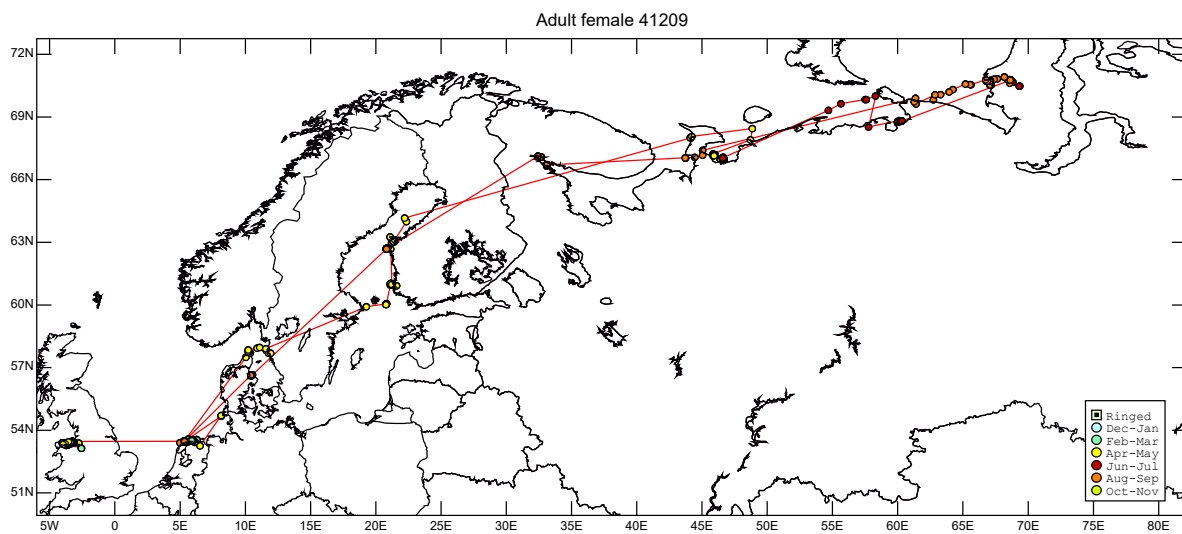 Adult female 41209
72N
69N
66N
63N
60N
57N
54N
51N
Ringed
Dec-Jan
Feb-Mar
Apr-May
Jun-Jul
Aug-Sep
Oct-Nov
5W 0 5E 10E 15E 20E 25E 30E 35E 40E 45E 50E 55E 60E 65E 70E 75E 80E